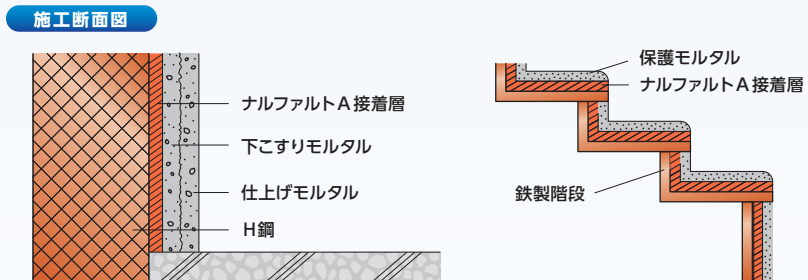 施工断面図
ナルファルトA接着層
下こすりモルタル
仕上げモルタル
H鋼
保護モルタル
ナルファルトA接着層
鉄製階段